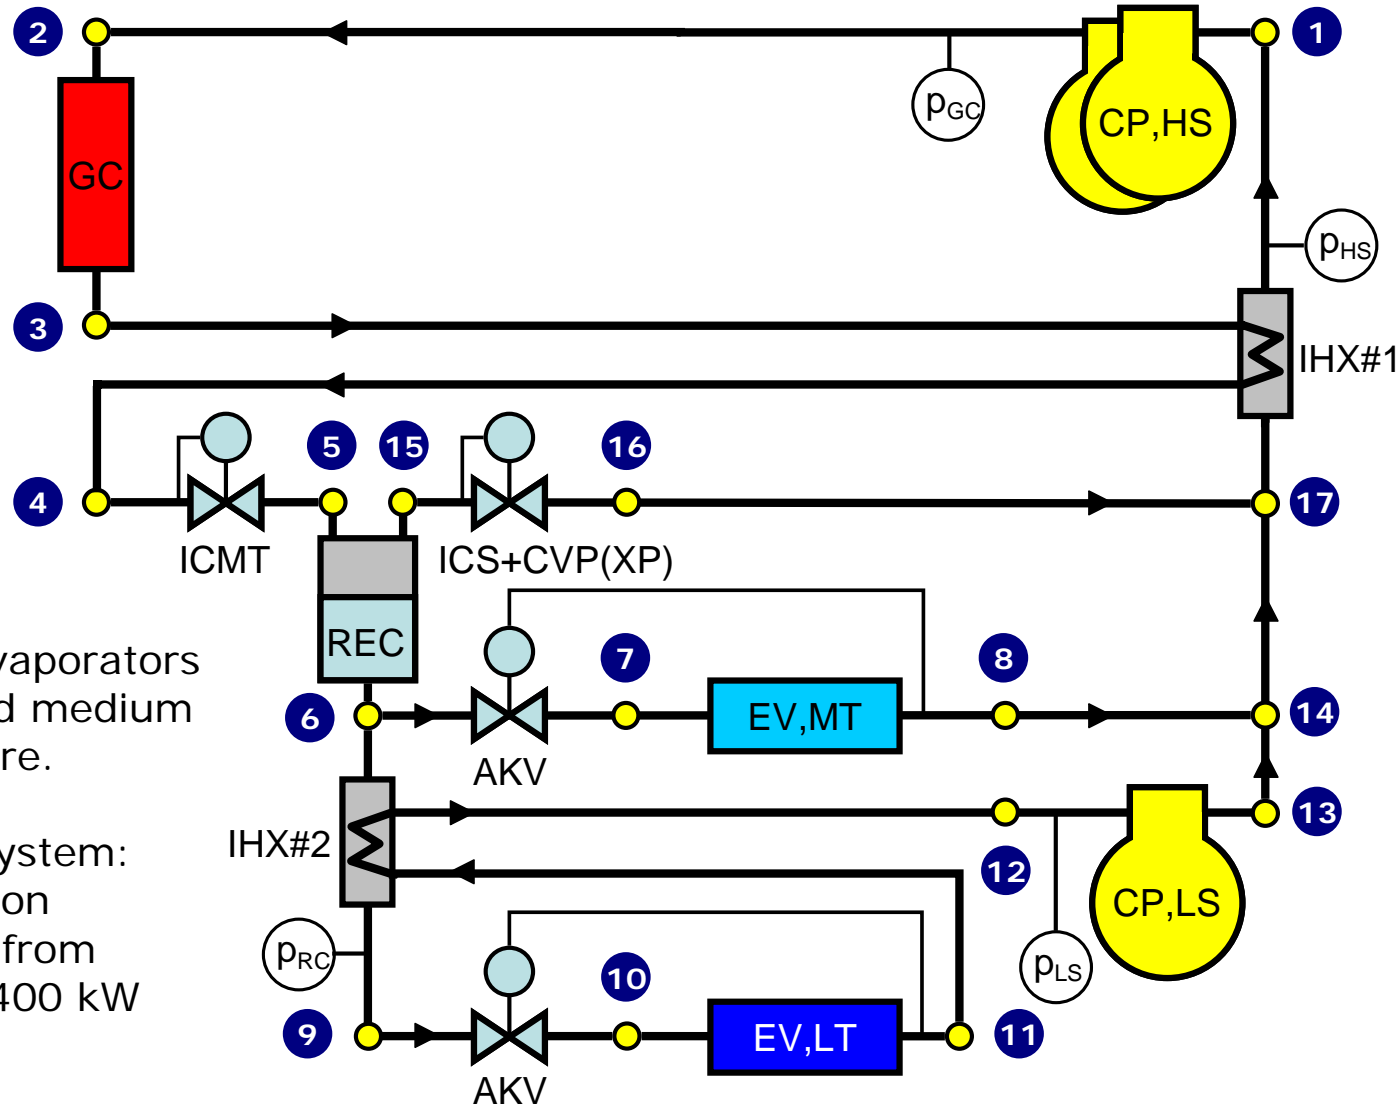 2
1
pGC
CP,HS
GC
pHS
3
IHX#1
5
15
16
4
17
ICMT
ICS+CVP(XP)
REC
vaporators
d medium
re.
7
8
6
EV,MT
14
AKV
ystem:
on
from
400 kW
IHX#2
13
12
CP,LS
pRC
10
pLS
9
EV,LT
11
AKV